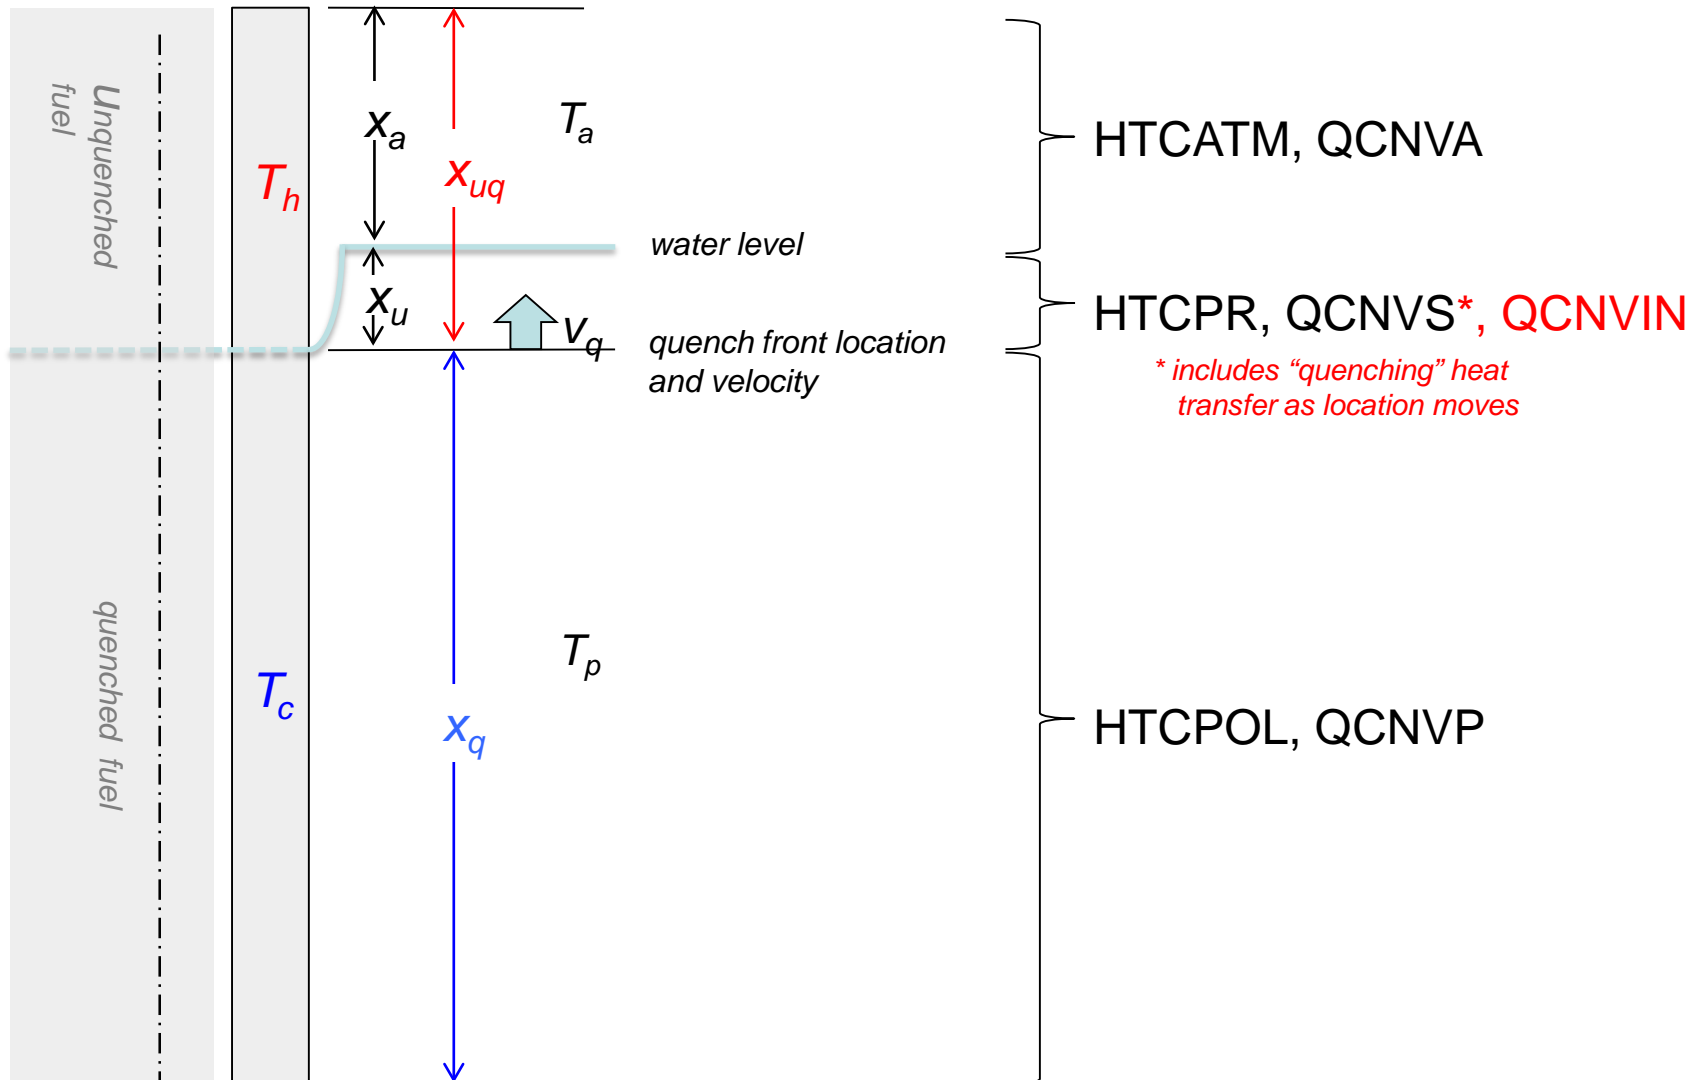 Unquenched
fuel
T_h
x_a
x_uq
T_a
HTCATM, QCNVA
water level
x_u
v_q
quench front location
and velocity
HTCPR, QCNVS*, QCNVIN
* includes “quenching” heat
transfer as location moves
quenched fuel
T_c
x_q
T_p
HTCPOL, QCNVP